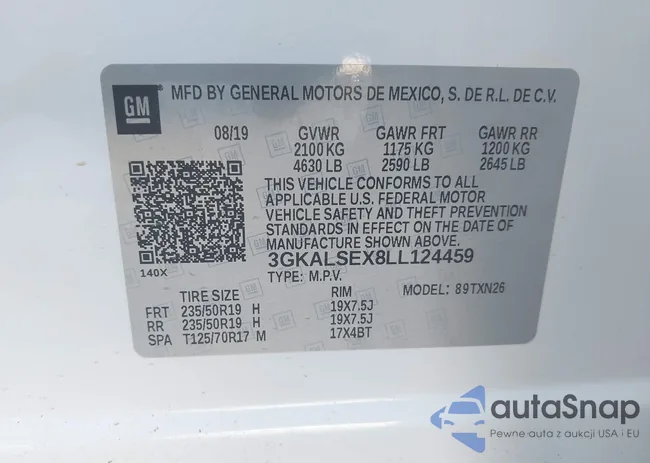 GM MFD BY GENERAL MOTORS DE MEXICO, S. DE R.L. DE C.V.
08/19 GVWR GAWR FRT GAWR RR
2100 KG 1175 KG 1200 KG
4630 LB 2590 LB 2645 LB
THIS VEHICLE CONFORMS TO ALL
APPLICABLE U.S. FEDERAL MOTOR
VEHICLE SAFETY AND THEFT PREVENTION
STANDARDS IN EFFECT ON THE DATE OF
MANUFACTURE SHOWN ABOVE.
140X 3GKALSEX8LL124459
TYPE: M.P.V. MODEL: 89TXN26
TIRE SIZE RIM
FRT 235/50R19 H 19X7.5J
RR 235/50R19 H 19X7.5J
SPA T125/70R17 M 17X4BT
autoSnap
Pewne auta z aukcji USA i EU